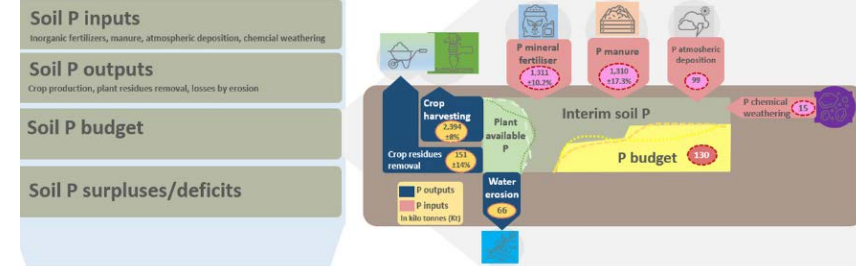 Soil P inputs
Inorganic fertilizers, manure, atmospheric deposition, chemcial weathering
Soil P outputs
Crop production, plant residues removal, losses by erosion
Soil P budget
Soil P surpluses/deficits
P mineral
fertiliser
1,311
±10.2%
P manure
1,310
±17.3%
P atmospheric
deposition
99
Crop
harvesting
2,394
±8%
Plant
available
P
Interim soil P
P chemical
weathering
15
Crop residues
removal
151
±14%
P budget
130
Water
erosion
66
P outputs
P inputs
In kilo tonnes (Kt)